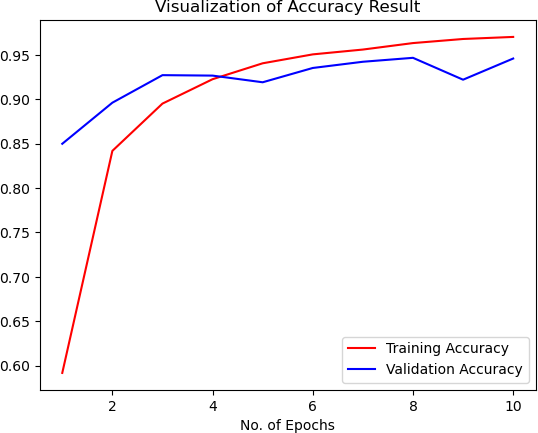 Visualization of Accuracy Result
0.95
0.90
0.85
0.80
0.75
0.70
0.65
0.60
Training Accuracy
Validation Accuracy
2 4 6 8 10
No. of Epochs